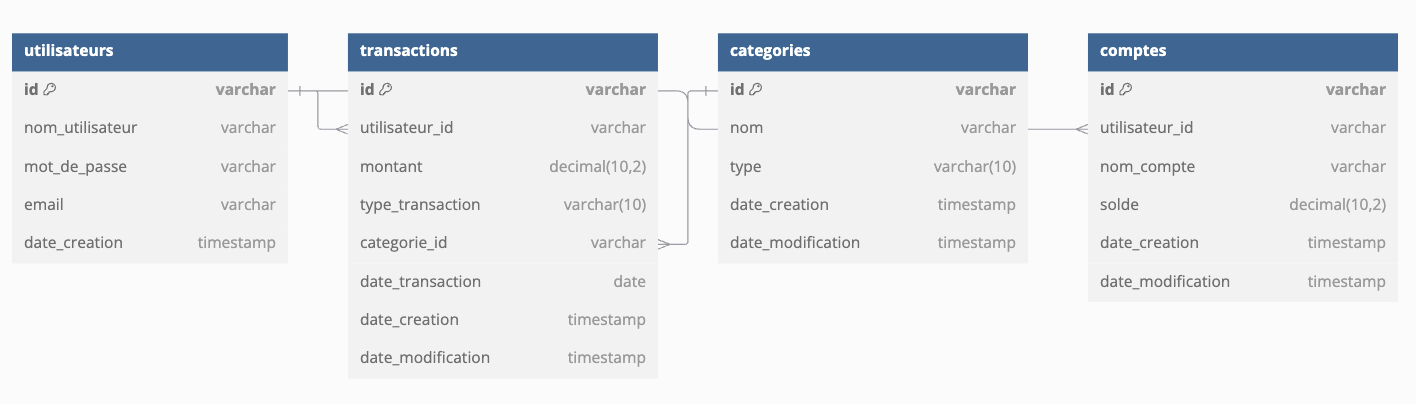 utilisateurs
id varchar
nom_utilisateur varchar
mot_de_passe varchar
email varchar
date_creation timestamp
transactions
id varchar
utilisateur_id varchar
montant decimal(10,2)
type_transaction varchar(10)
categorie_id varchar
date_transaction date
date_creation timestamp
date_modification timestamp
categories
id varchar
nom varchar
type varchar(10)
date_creation timestamp
date_modification timestamp
comptes
id varchar
utilisateur_id varchar
nom_compte varchar
solde decimal(10,2)
date_creation timestamp
date_modification timestamp